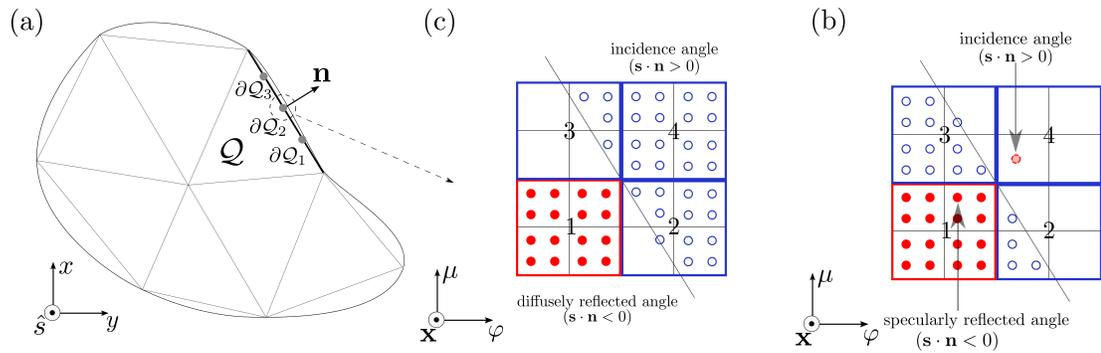 (a)
n
∂𝒬₃
∂𝒬₂
∂𝒬₁
𝒬
x
ŝ
y
(c)
incidence angle
(s · n > 0)
3
4
1
2
diffusely reflected angle
(s · n < 0)
μ
x
φ
(b)
incidence angle
(s · n > 0)
3
4
1
2
specularly reflected angle
(s · n < 0)
μ
x
φ